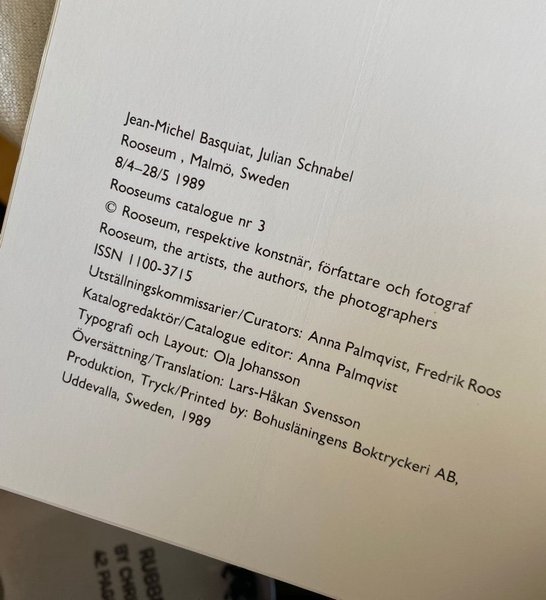 Jean-Michel Basquiat, Julian Schnabel
Rooseum , Malmö, Sweden
8/4–28/5 1989
Rooseums catalogue nr 3
© Rooseum, respektive konstnär, författare och fotograf
Rooseum, the artists, the authors, the photographers
ISSN 1100-3715
Utställningskommissarier/Curators: Anna Palmqvist, Fredrik Roos
Katalogredaktör/Catalogue editor: Anna Palmqvist
Typografi och Layout: Ola Johansson
Översättning/Translation: Lars-Håkan Svensson
Produktion, Tryck/Printed by: Bohusläningens Boktryckeri AB,
Uddevalla, Sweden, 1989
BY
42